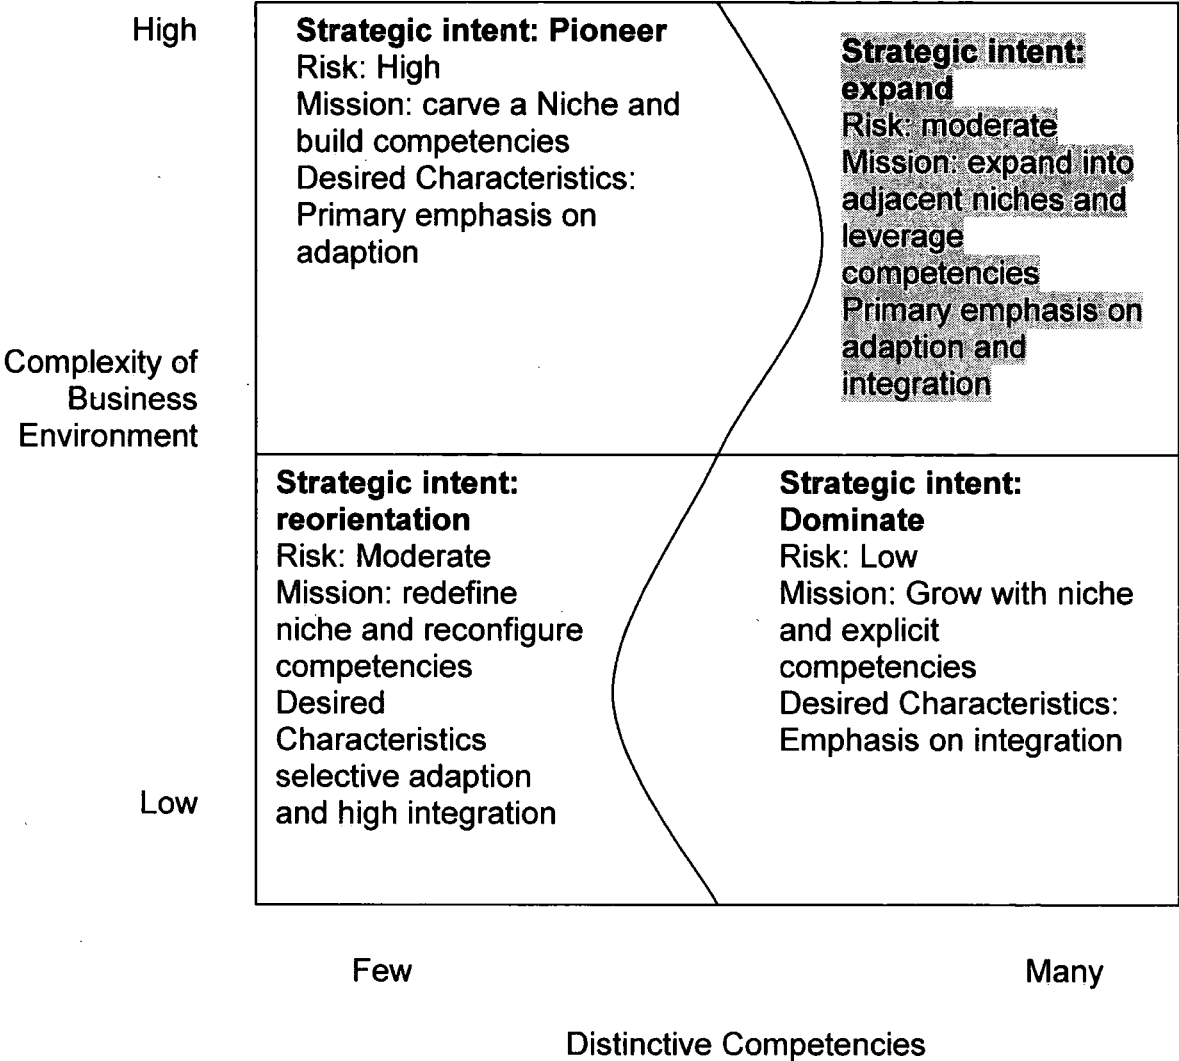 High
Strategic intent: Pioneer
Risk: High
Mission: carve a Niche and
build competencies
Desired Characteristics:
Primary emphasis on
adaption
Strategic intent:
expand
Risk: moderate
Mission: expand into
adjacent niches and
leverage
competencies
Primary emphasis on
adaption and
integration
Complexity of
Business
Environment
Strategic intent:
reorientation
Risk: Moderate
Mission: redefine
niche and reconfigure
competencies
Desired
Characteristics
selective adaption
and high integration
Strategic intent:
Dominate
Risk: Low
Mission: Grow with niche
and explicit
competencies
Desired Characteristics:
Emphasis on integration
Low
Few
Many
Distinctive Competencies